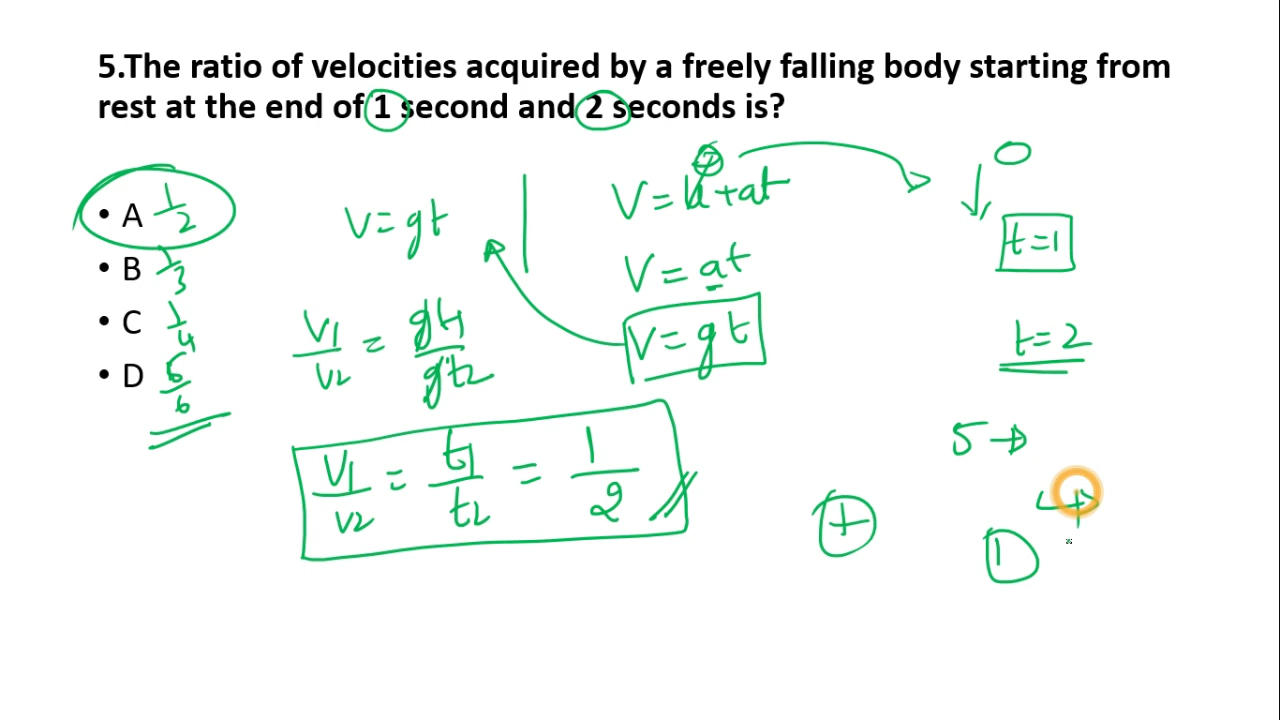 5.The ratio of velocities acquired by a freely falling body starting from
rest at the end of 1 second and 2 seconds is?
• A 1/2
• B 1/3
• C 1/4
• D 5/6
V = gt
V1/V2 = gt1/gt2
V1/V2 = t1/t2 = 1/2
V = u + at
V = at
V = gt
t = 1
t = 2
5 →
+
1